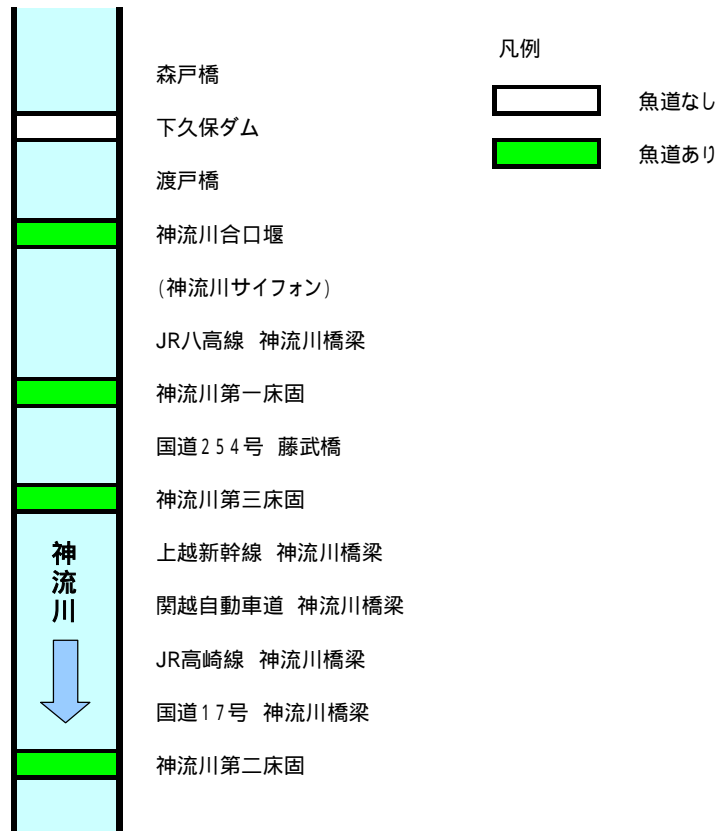 森戸橋
下久保ダム
渡戸橋
神流川合口堰
(神流川サイフォン)
JR八高線 神流川橋梁
神流川第一床固
国道254号 藤武橋
神流川第三床固
上越新幹線 神流川橋梁
関越自動車道 神流川橋梁
JR高崎線 神流川橋梁
国道17号 神流川橋梁
神流川第二床固
神流川
凡例
魚道なし
魚道あり